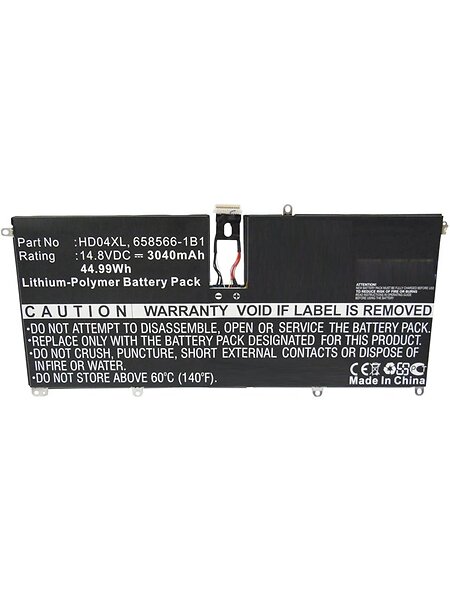 Part No :HD04XL, 658566-1B1
Rating :14.8VDC ⎓ 3040mAh
44.99Wh
Lithium-Polymer Battery Pack
ATTENTION:
CAUTION WARRANTY VOID IF LABEL IS REMOVED
•DO NOT ATTEMPT TO DISASSEMBLE, OPEN OR SERVICE THE BATTERY PACK.
•REPLACE ONLY WITH THE BATTERY PACK DESIGNATED FOR THIS PRODUCT.
•DO NOT CRUSH, PUNCTURE, SHORT EXTERNAL CONTACTS OR DISPOSE OF
INFIRE OR WATER.
•DO NOT STORE ABOVE 60°C (140°F).
CE
Made In China